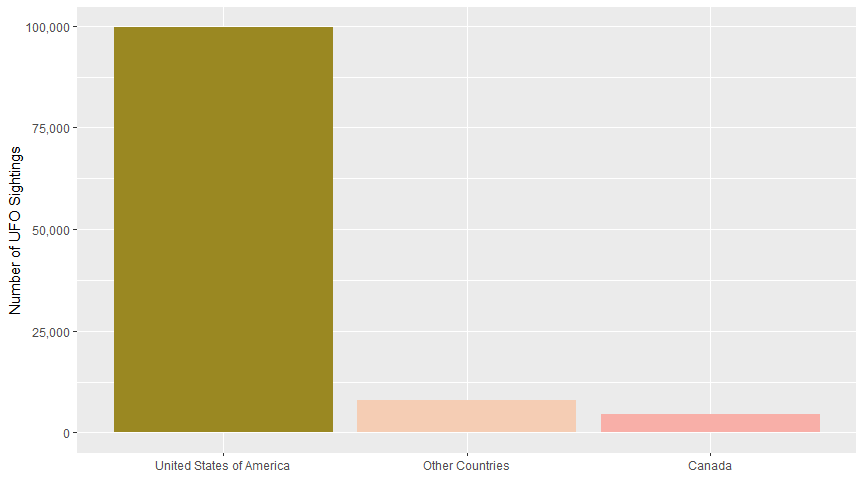 Number of UFO Sightings
100,000
75,000
50,000
25,000
0
United States of America
Other Countries
Canada